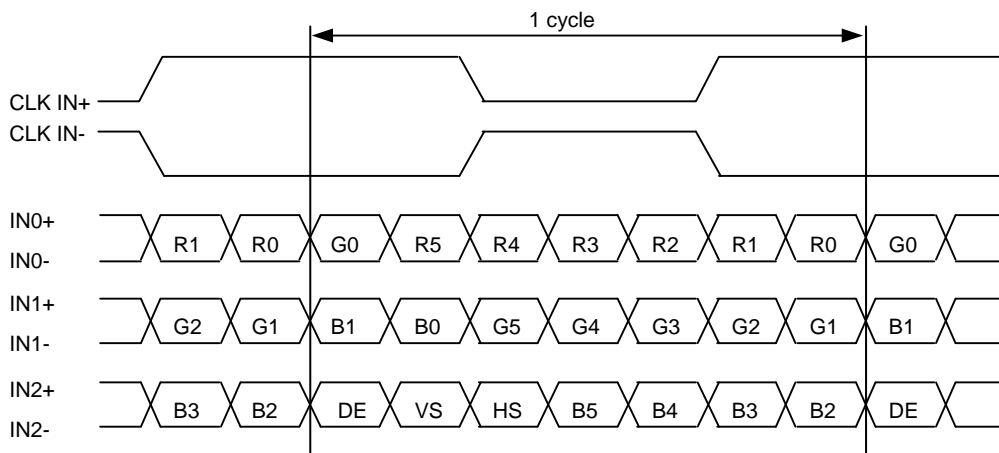 1 cycle
CLK IN+
CLK IN-
IN0+
R1 R0 G0 R5 R4 R3 R2 R1 R0 G0
IN0-
IN1+
G2 G1 B1 B0 G5 G4 G3 G2 G1 B1
IN1-
IN2+
B3 B2 DE VS HS B5 B4 B3 B2 DE
IN2-